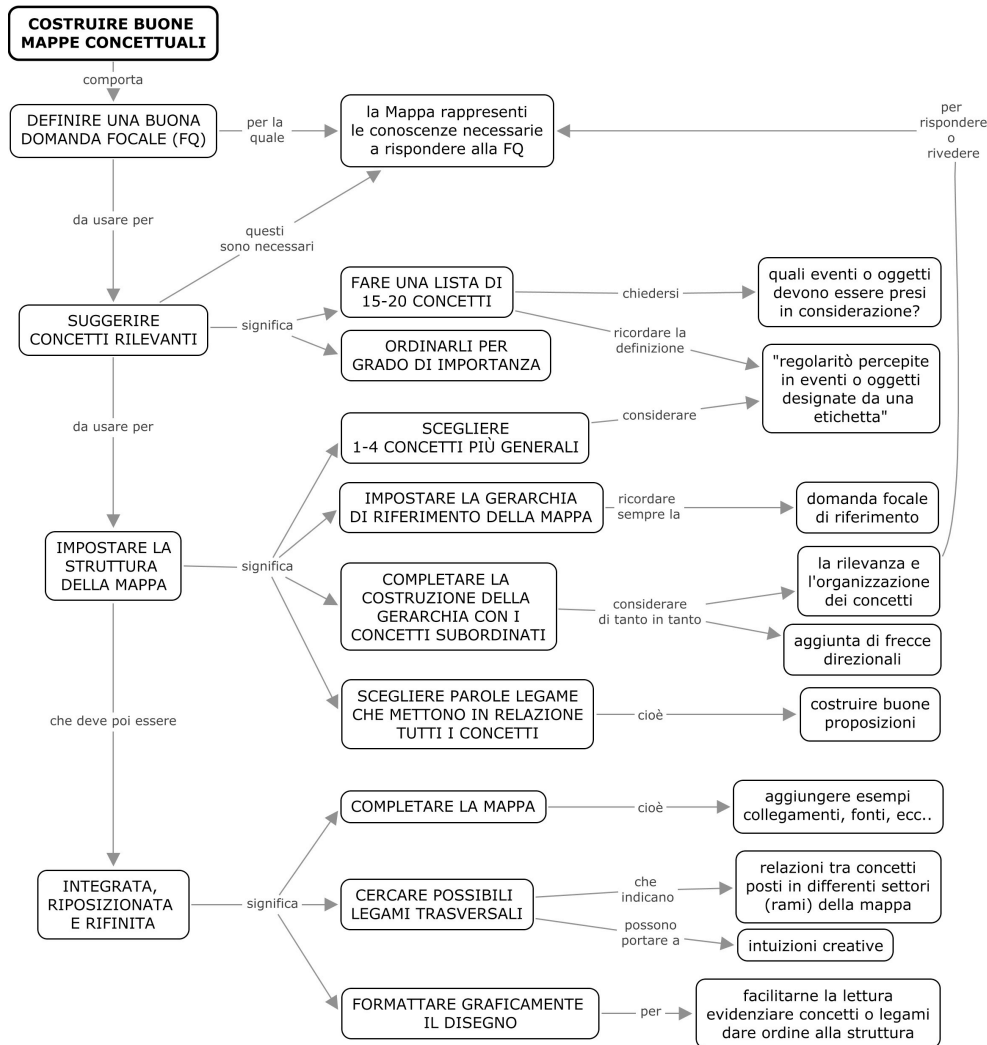 COSTRUIRE BUONE
MAPPE CONCETTUALI
comporta
DEFINIRE UNA BUONA
DOMANDA FOCALE (FQ)
per la
quale
la Mappa rappresenti
le conoscenze necessarie
a rispondere alla FQ
per
rispondere
o
rivedere
da usare per
questi
sono necessari
SUGGERIRE
CONCETTI RILEVANTI
significa
FARE UNA LISTA DI
15-20 CONCETTI
chiedersi
quali eventi o oggetti
devono essere presi
in considerazione?
ricordare la
definizione
ORDINARLI PER
GRADO DI IMPORTANZA
"regolaritò percepite
in eventi o oggetti
designate da una
etichetta"
da usare per
SCEGLIERE
1-4 CONCETTI PIÙ GENERALI
considerare
IMPOSTARE LA GERARCHIA
DI RIFERIMENTO DELLA MAPPA
ricordare
sempre la
domanda focale
di riferimento
IMPOSTARE LA
STRUTTURA
DELLA MAPPA
significa
COMPLETARE LA
COSTRUZIONE DELLA
GERARCHIA CON I
CONCETTI SUBORDINATI
considerare
di tanto in tanto
la rilevanza e
l'organizzazione
dei concetti
aggiunta di frecce
direzionali
SCEGLIERE PAROLE LEGAME
CHE METTONO IN RELAZIONE
TUTTI I CONCETTI
cioè
costruire buone
proposizioni
che deve poi essere
COMPLETARE LA MAPPA
cioè
aggiungere esempi
collegamenti, fonti, ecc..
INTEGRATA,
RIPOSIZIONATA
E RIFINITA
significa
CERCARE POSSIBILI
LEGAMI TRASVERSALI
che
indicano
relazioni tra concetti
posti in differenti settori
(rami) della mappa
possono
portare a
intuizioni creative
FORMATTARE GRAFICAMENTE
IL DISEGNO
per
facilitarne la lettura
evidenziare concetti o legami
dare ordine alla struttura